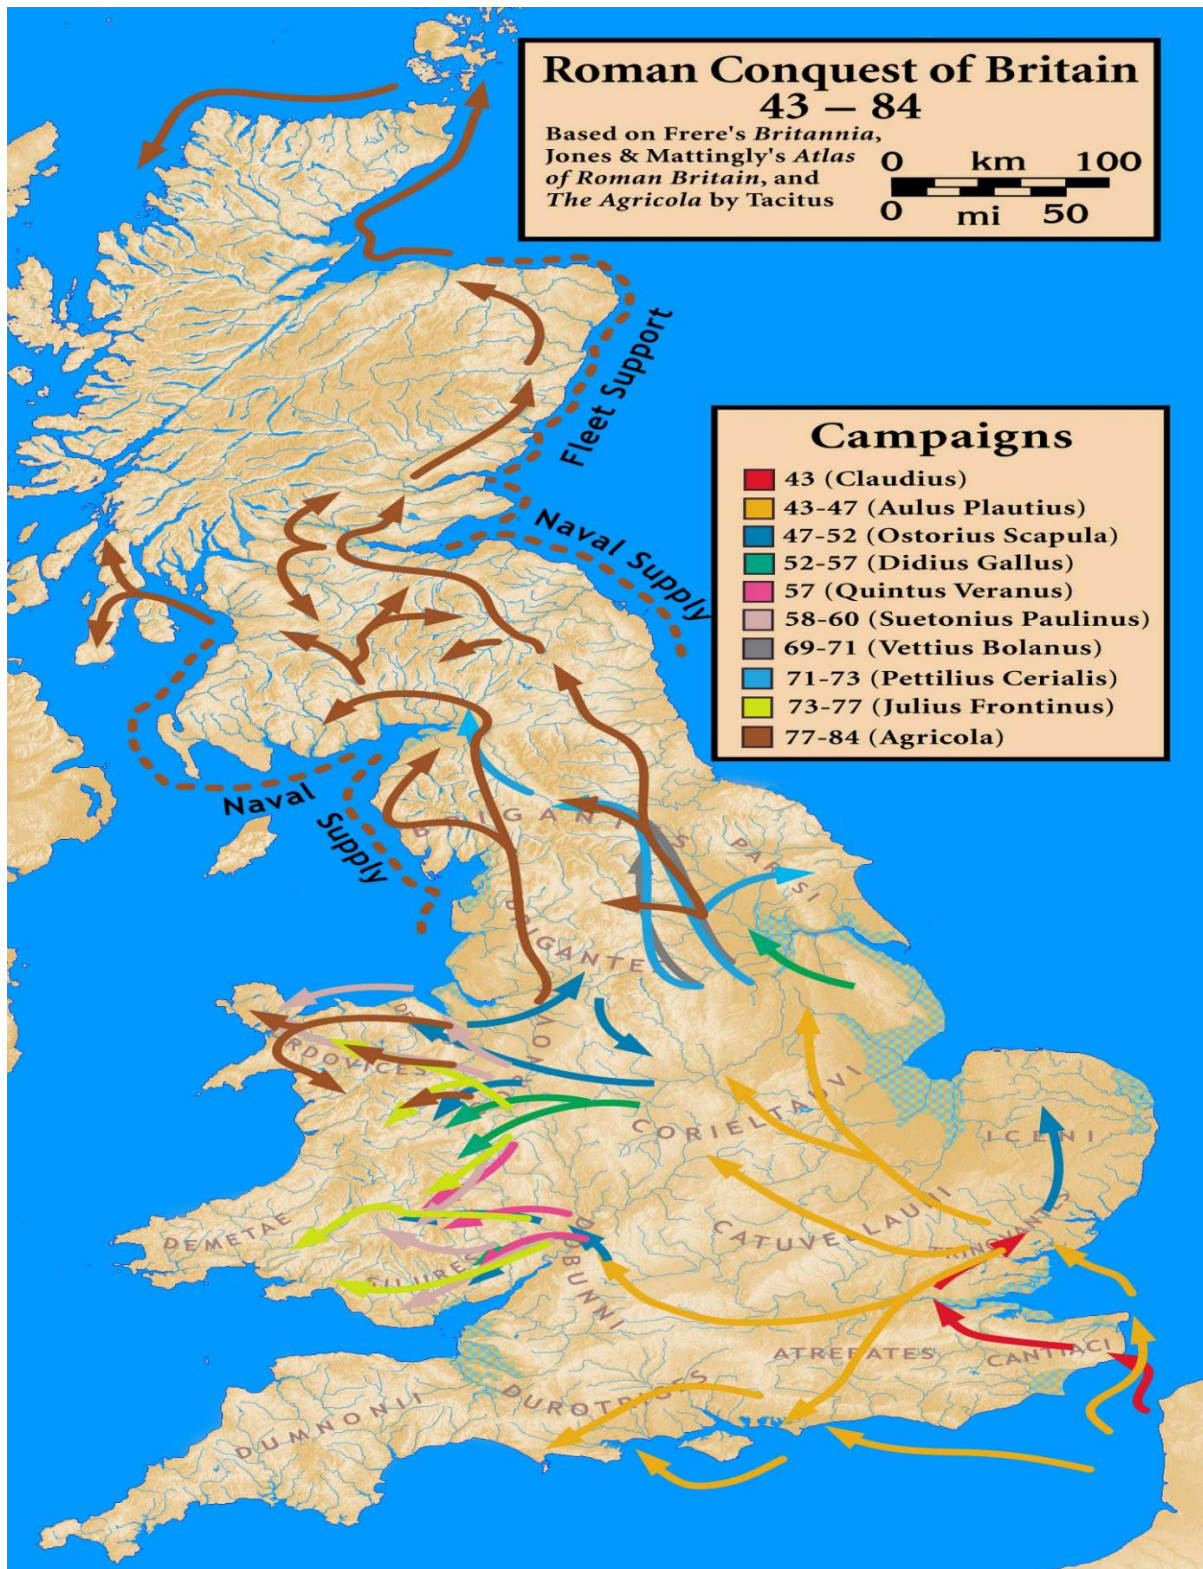 Roman Conquest of Britain
43 – 84
Based on Frere's Britannia,
Jones & Mattingly's Atlas
of Roman Britain, and
The Agricola by Tacitus
0 km 100
0 mi 50
Fleet Support
Campaigns
43 (Claudius)
43-47 (Aulus Plautius)
47-52 (Ostorius Scapula)
52-57 (Didius Gallus)
57 (Quintus Veranus)
58-60 (Suetonius Paulinus)
69-71 (Vettius Bolanus)
71-73 (Pettilius Cerialis)
73-77 (Julius Frontinus)
77-84 (Agricola)
Naval Supply
Naval
Supply
CORIELTAUVI
ICENI
DEMETAE
CATUVELLAUNI
DOBUNNI
ATREBATES
CANTIACI
DUROTRIGES
DUMNONII